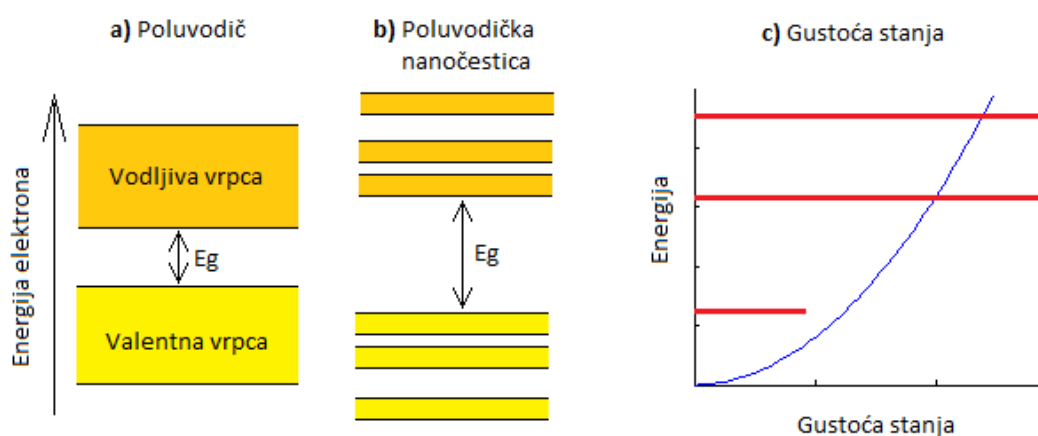 a) Poluvodič
b) Poluvodička
nanočestica
c) Gustoća stanja
Energija elektrona
Vodljiva vrpca
Eg
Valentna vrpca
Eg
Energija
Gustoća stanja